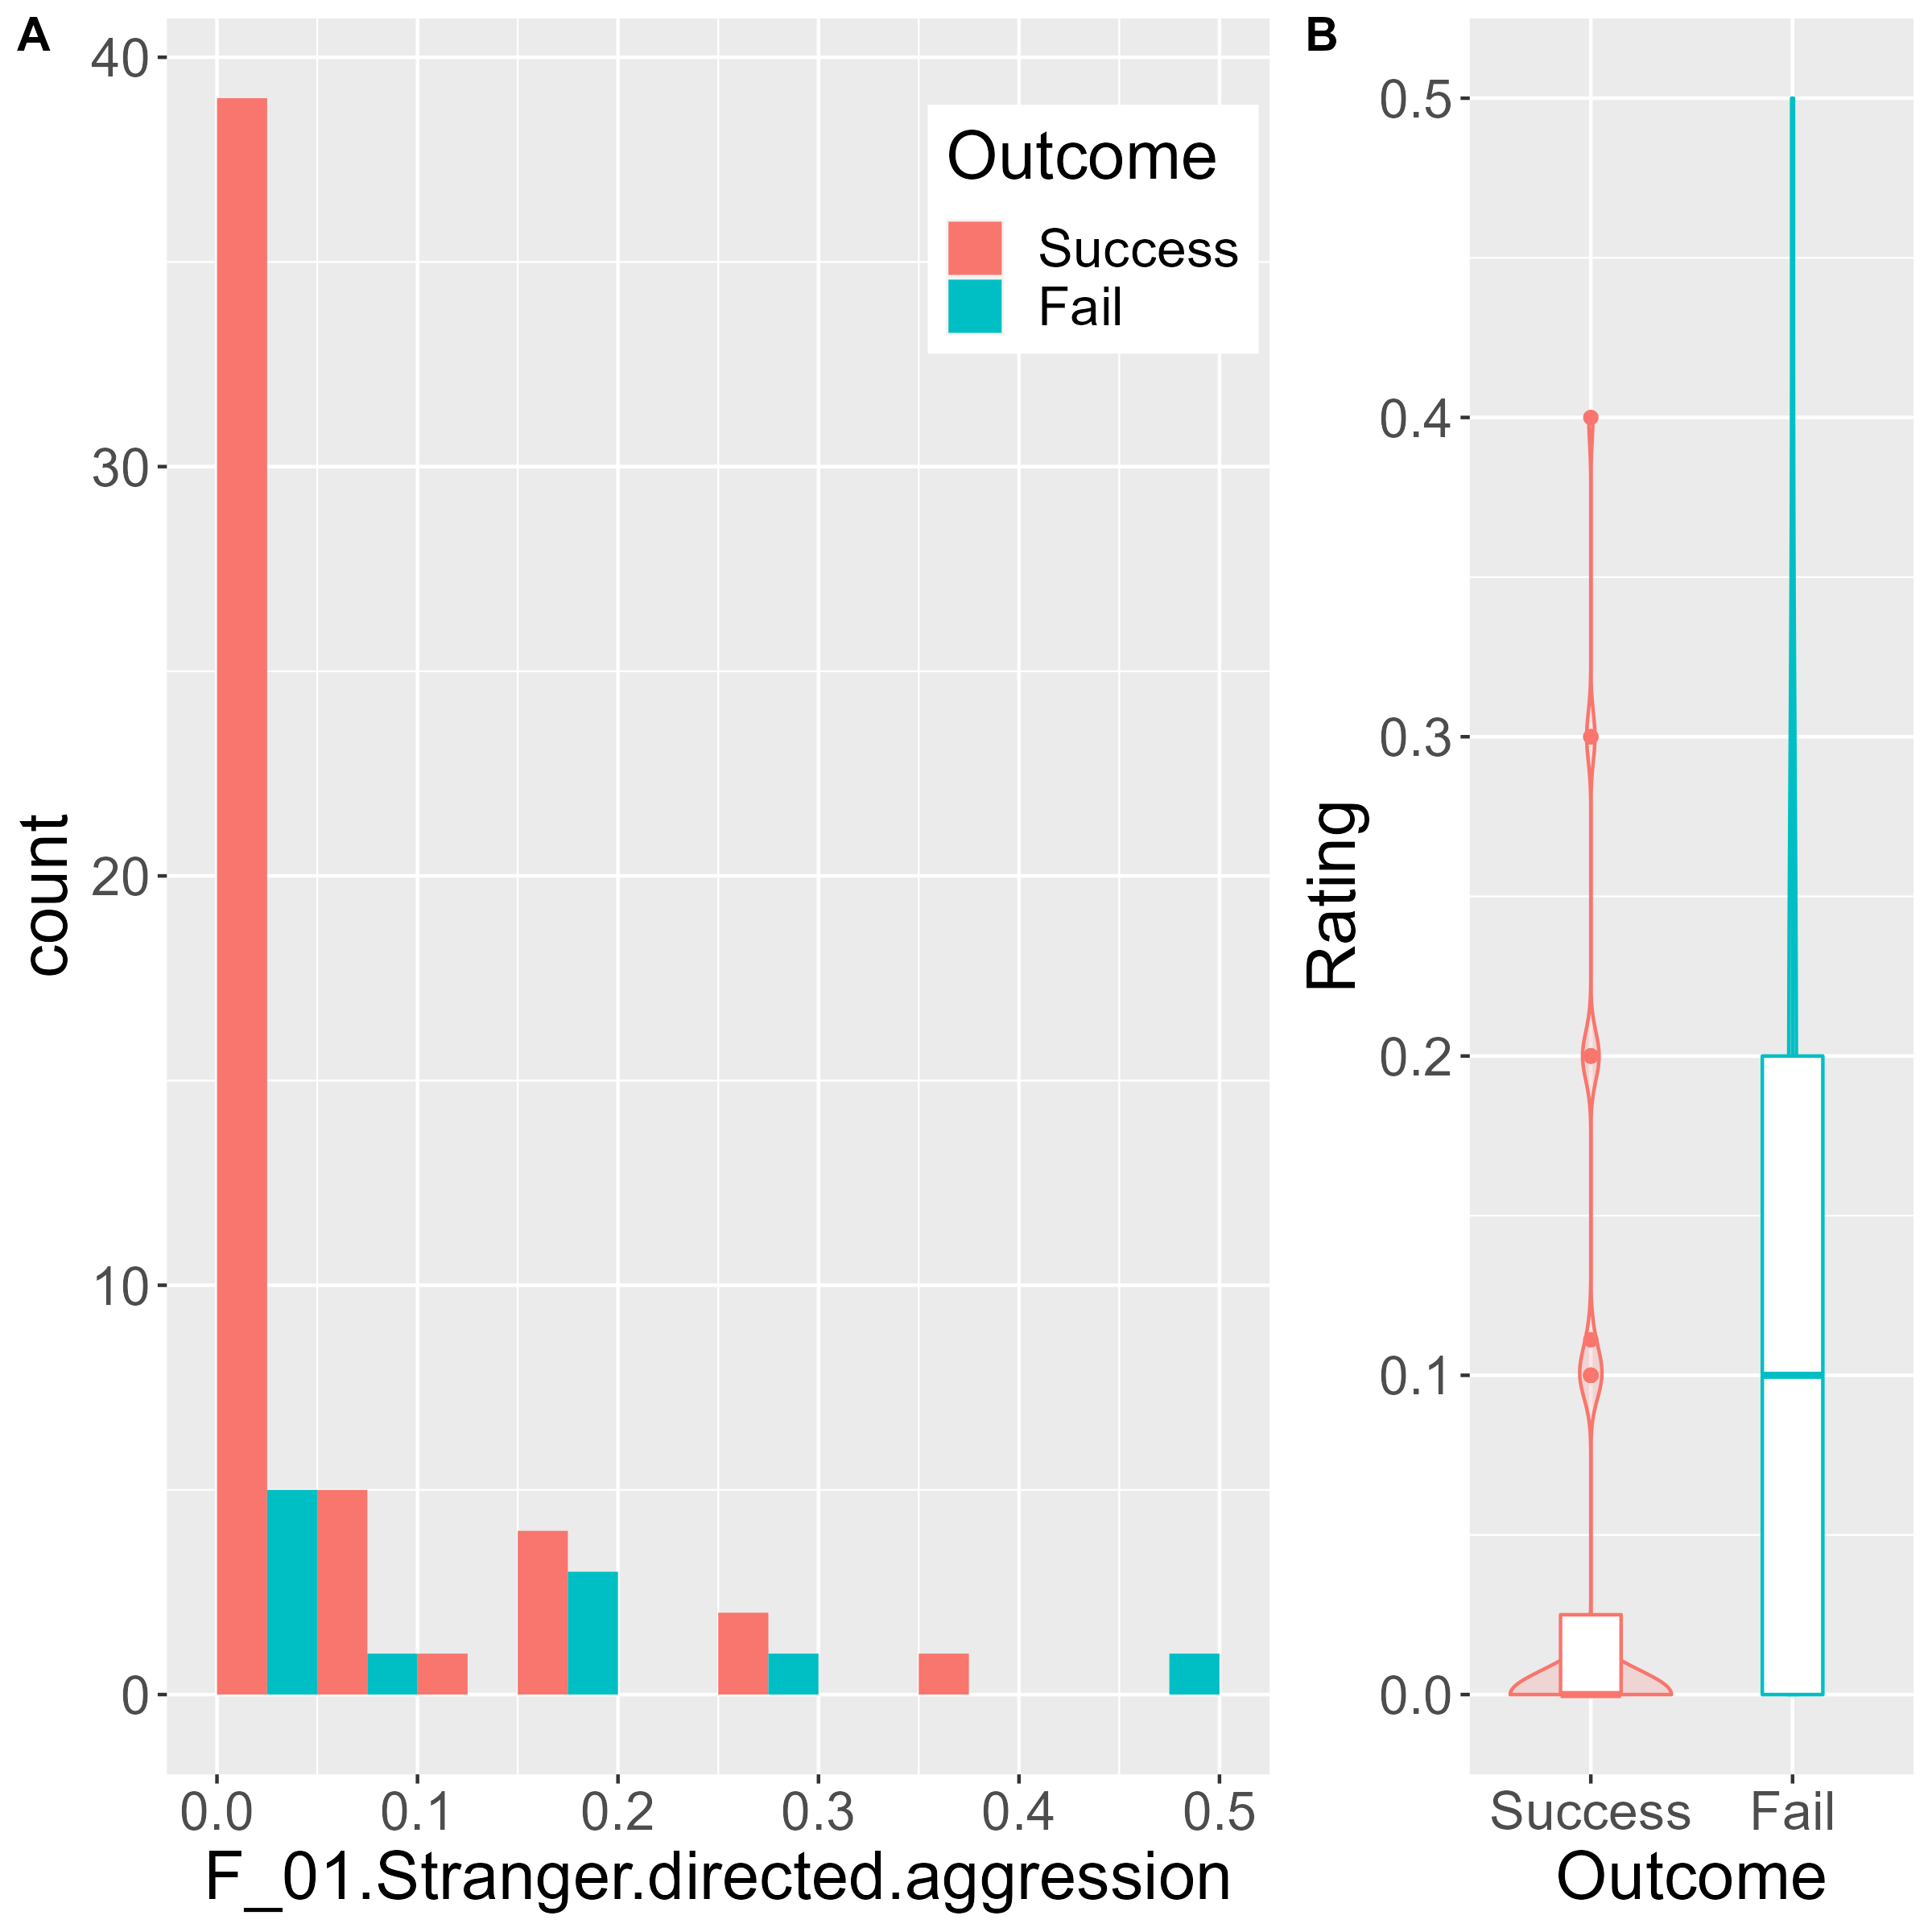 A
40
30
20
10
0
count
Outcome
Success
Fail
0.0 0.1 0.2 0.3 0.4 0.5
F_01.Stranger.directed.aggression
B
0.5
0.4
0.3
0.2
0.1
0.0
Rating
Success Fail
Outcome